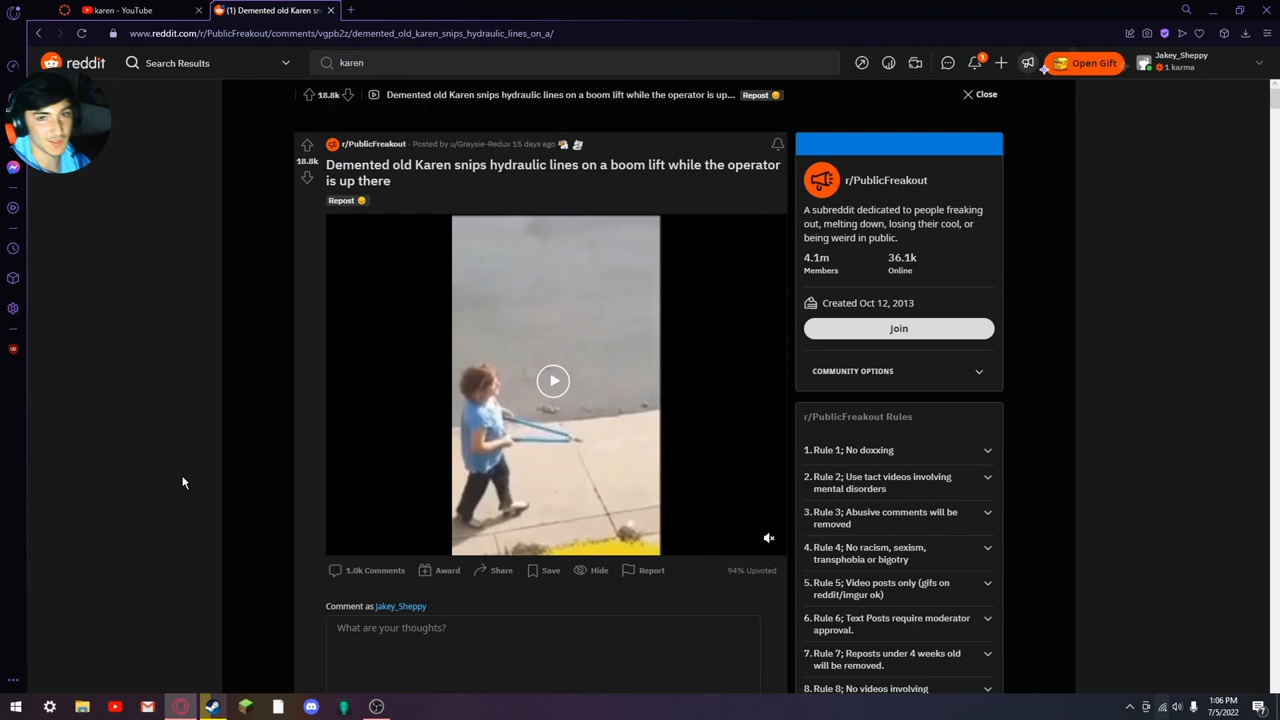 karen - YouTube
(1) Demented old Karen sn
www.reddit.com/r/PublicFreakout/comments/vgpb2z/demented_old_karen_snips_hydraulic_lines_on_a/
reddit
Search Results
karen
1
Open Gift
Jakey_Sheppy
1 karma
18.8k
Demented old Karen snips hydraulic lines on a boom lift while the operator is up...
Repost
Close
r/PublicFreakout · Posted by u/Graysie-Redux 15 days ago
18.8k
Demented old Karen snips hydraulic lines on a boom lift while the operator
is up there
Repost
1.0k Comments
Award
Share
Save
Hide
Report
94% Upvoted
Comment as Jakey_Sheppy
What are your thoughts?
r/PublicFreakout
A subreddit dedicated to people freaking
out, melting down, losing their cool, or
being weird in public.
4.1m
36.1k
Members
Online
Created Oct 12, 2013
Join
COMMUNITY OPTIONS
r/PublicFreakout Rules
1. Rule 1; No doxxing
2. Rule 2; Use tact videos involving
mental disorders
3. Rule 3; Abusive comments will be
removed
4. Rule 4; No racism, sexism,
transphobia or bigotry
5. Rule 5; Video posts only (gifs on
reddit/imgur ok)
6. Rule 6; Text Posts require moderator
approval.
7. Rule 7; Reposts under 4 weeks old
will be removed.
8. Rule 8; No videos involving
1:06 PM
7/5/2022